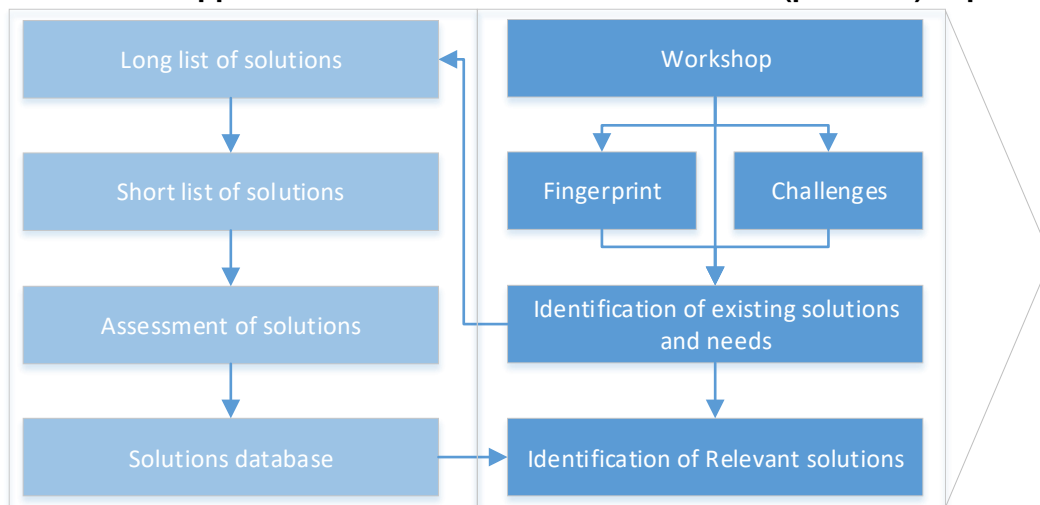 Long list of solutions
Short list of solutions
Assessment of solutions
Solutions database
Workshop
Fingerprint
Challenges
Identification of existing solutions
and needs
Identification of Relevant solutions